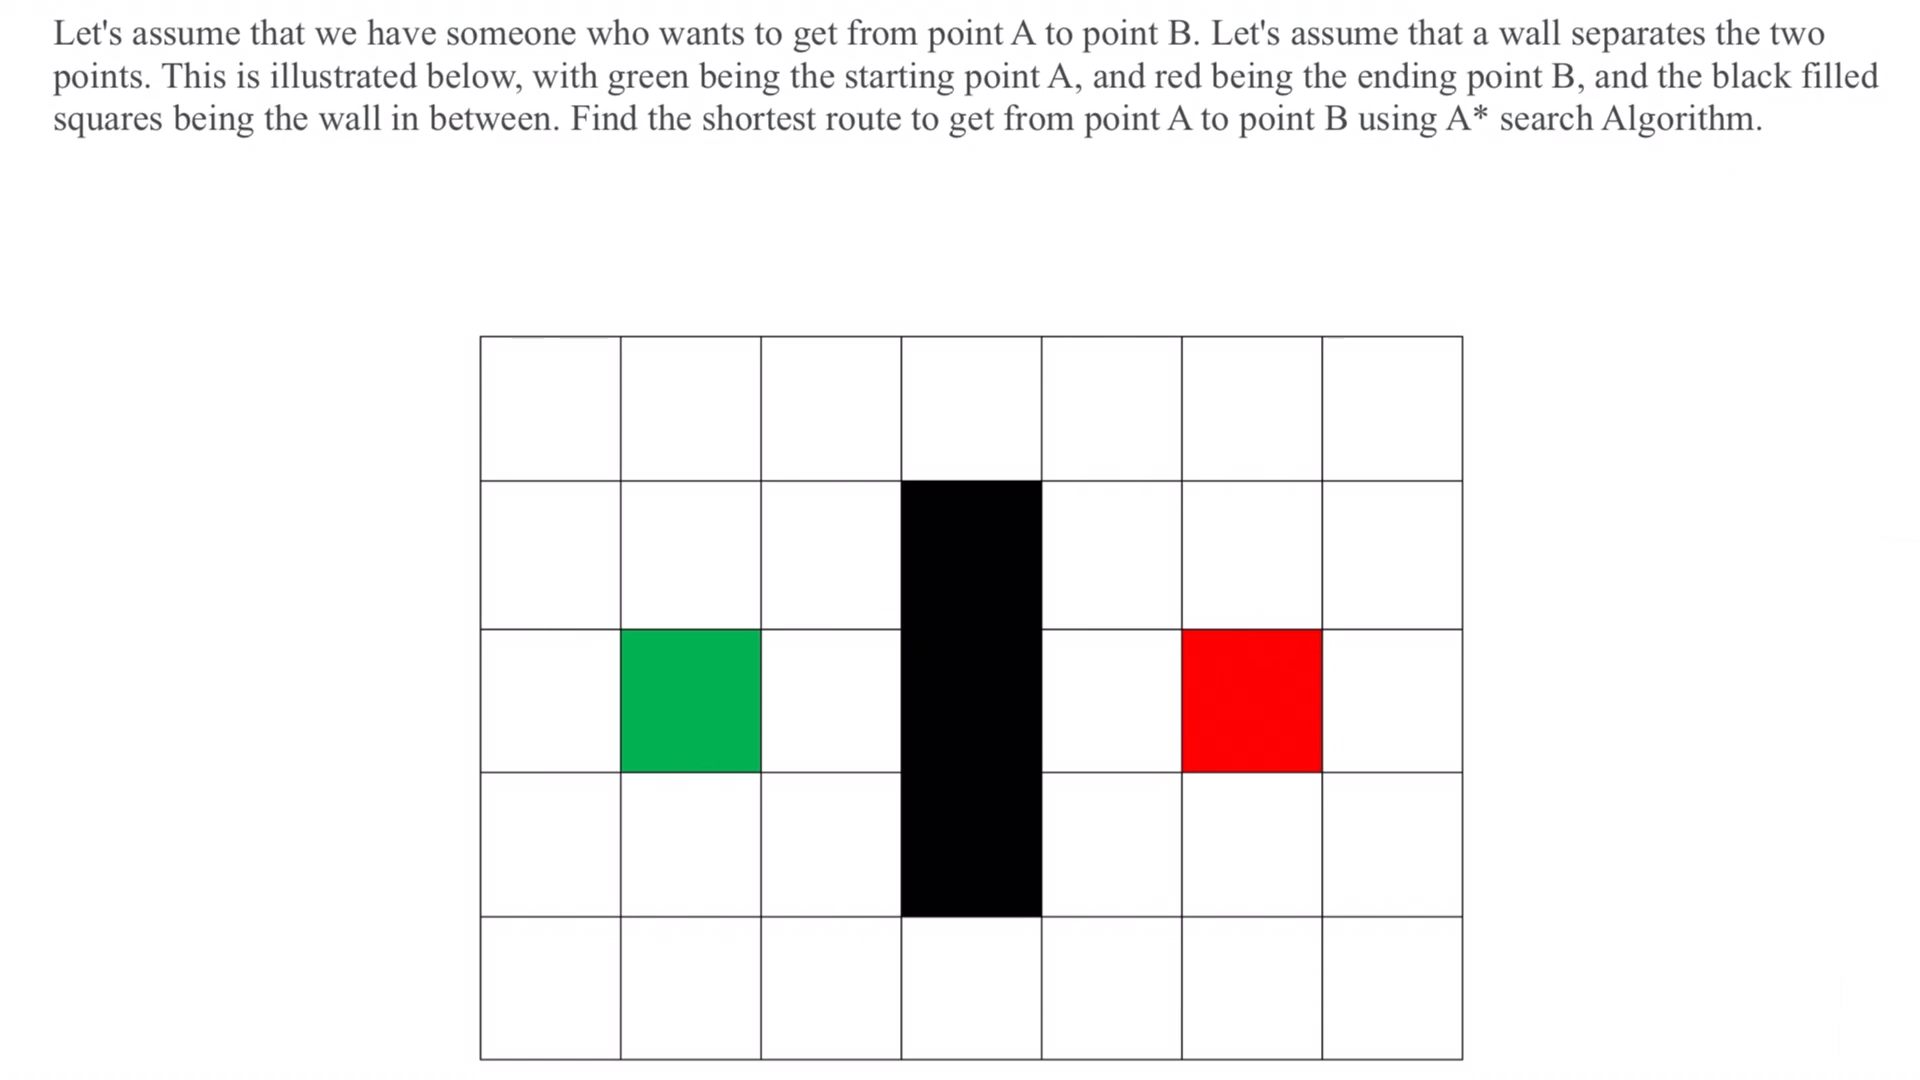 Let's assume that we have someone who wants to get from point A to point B. Let's assume that a wall separates the two
points. This is illustrated below, with green being the starting point A, and red being the ending point B, and the black filled
squares being the wall in between. Find the shortest route to get from point A to point B using A* search Algorithm.